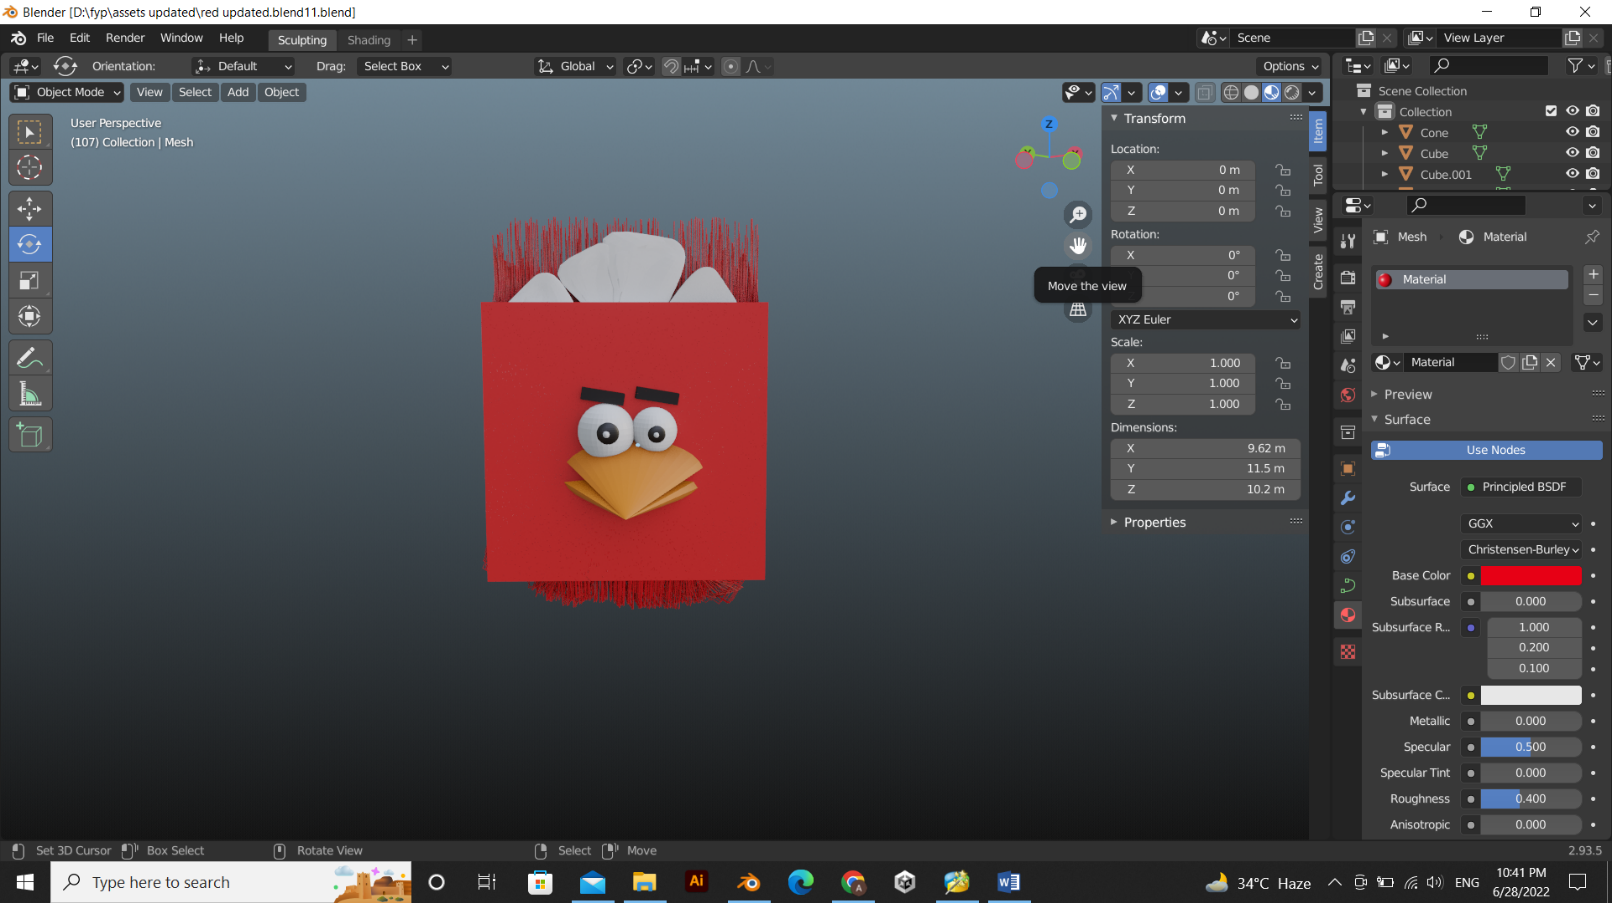 Blender [D:\fyp\assets updated\red updated.blend11.blend]
File Edit Render Window Help Sculpting Shading + Scene View Layer
Orientation: Default Drag: Select Box Global Options
Object Mode View Select Add Object
User Perspective
(107) Collection | Mesh
Z
Move the view
Transform
Location:
X 0 m
Y 0 m
Z 0 m
Rotation:
X 0°
0°
0°
XYZ Euler
Scale:
X 1.000
Y 1.000
Z 1.000
Dimensions:
X 9.62 m
Y 11.5 m
Z 10.2 m
Properties
Item
Tool
View
Create
Scene Collection
Collection
Cone
Cube
Cube.001
Mesh Material
Material
Material
Preview
Surface
Use Nodes
Surface Principled BSDF
GGX
Christensen-Burley
Base Color
Subsurface 0.000
Subsurface R... 1.000
0.200
0.100
Subsurface C...
Metallic 0.000
Specular 0.500
Specular Tint 0.000
Roughness 0.400
Anisotropic 0.000
Set 3D Cursor Box Select Rotate View Select Move 2.93.5
Type here to search Ai 34°C Haze ENG 10:41 PM
6/28/2022